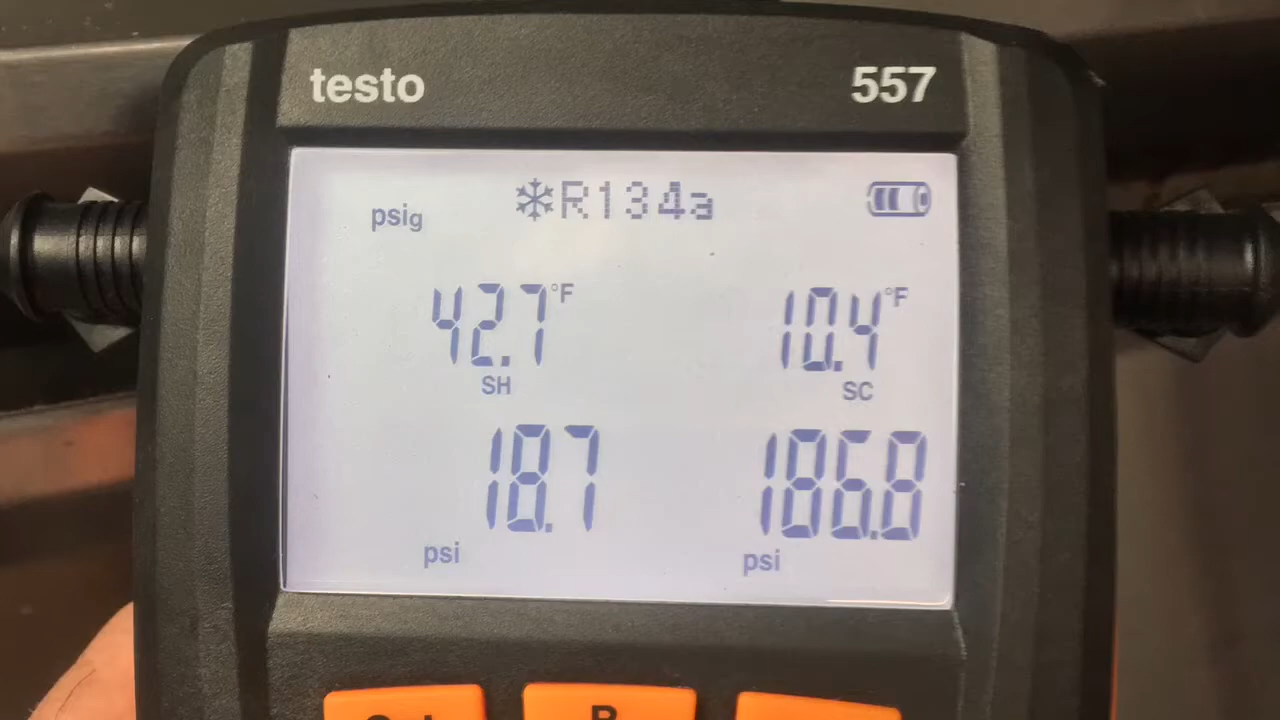 testo 557
psig R134a
42.7 °F 10.4 °F
SH SC
18.7 186.8
psi psi